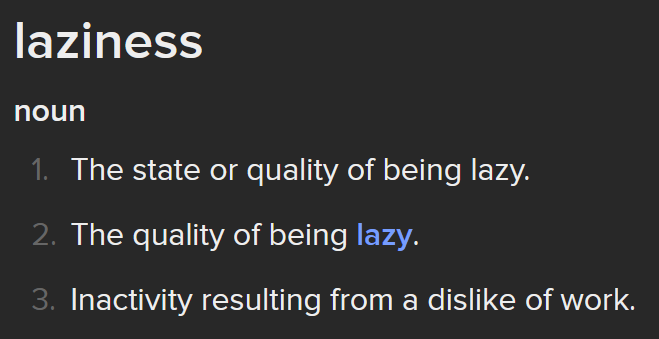 laziness
noun
1. The state or quality of being lazy.
2. The quality of being lazy.
3. Inactivity resulting from a dislike of work.